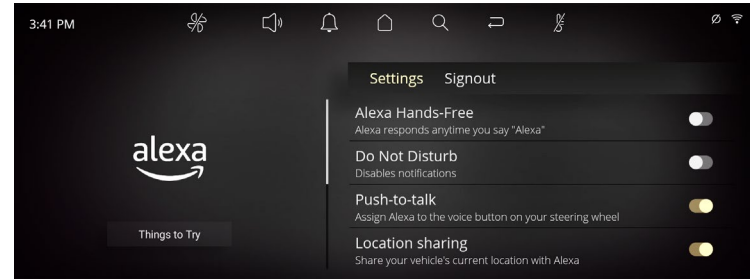 3:41 PM
Settings Signout
alexa
Things to Try
Alexa Hands-Free
Alexa responds anytime you say "Alexa"
Do Not Disturb
Disables notifications
Push-to-talk
Assign Alexa to the voice button on your steering wheel
Location sharing
Share your vehicle's current location with Alexa